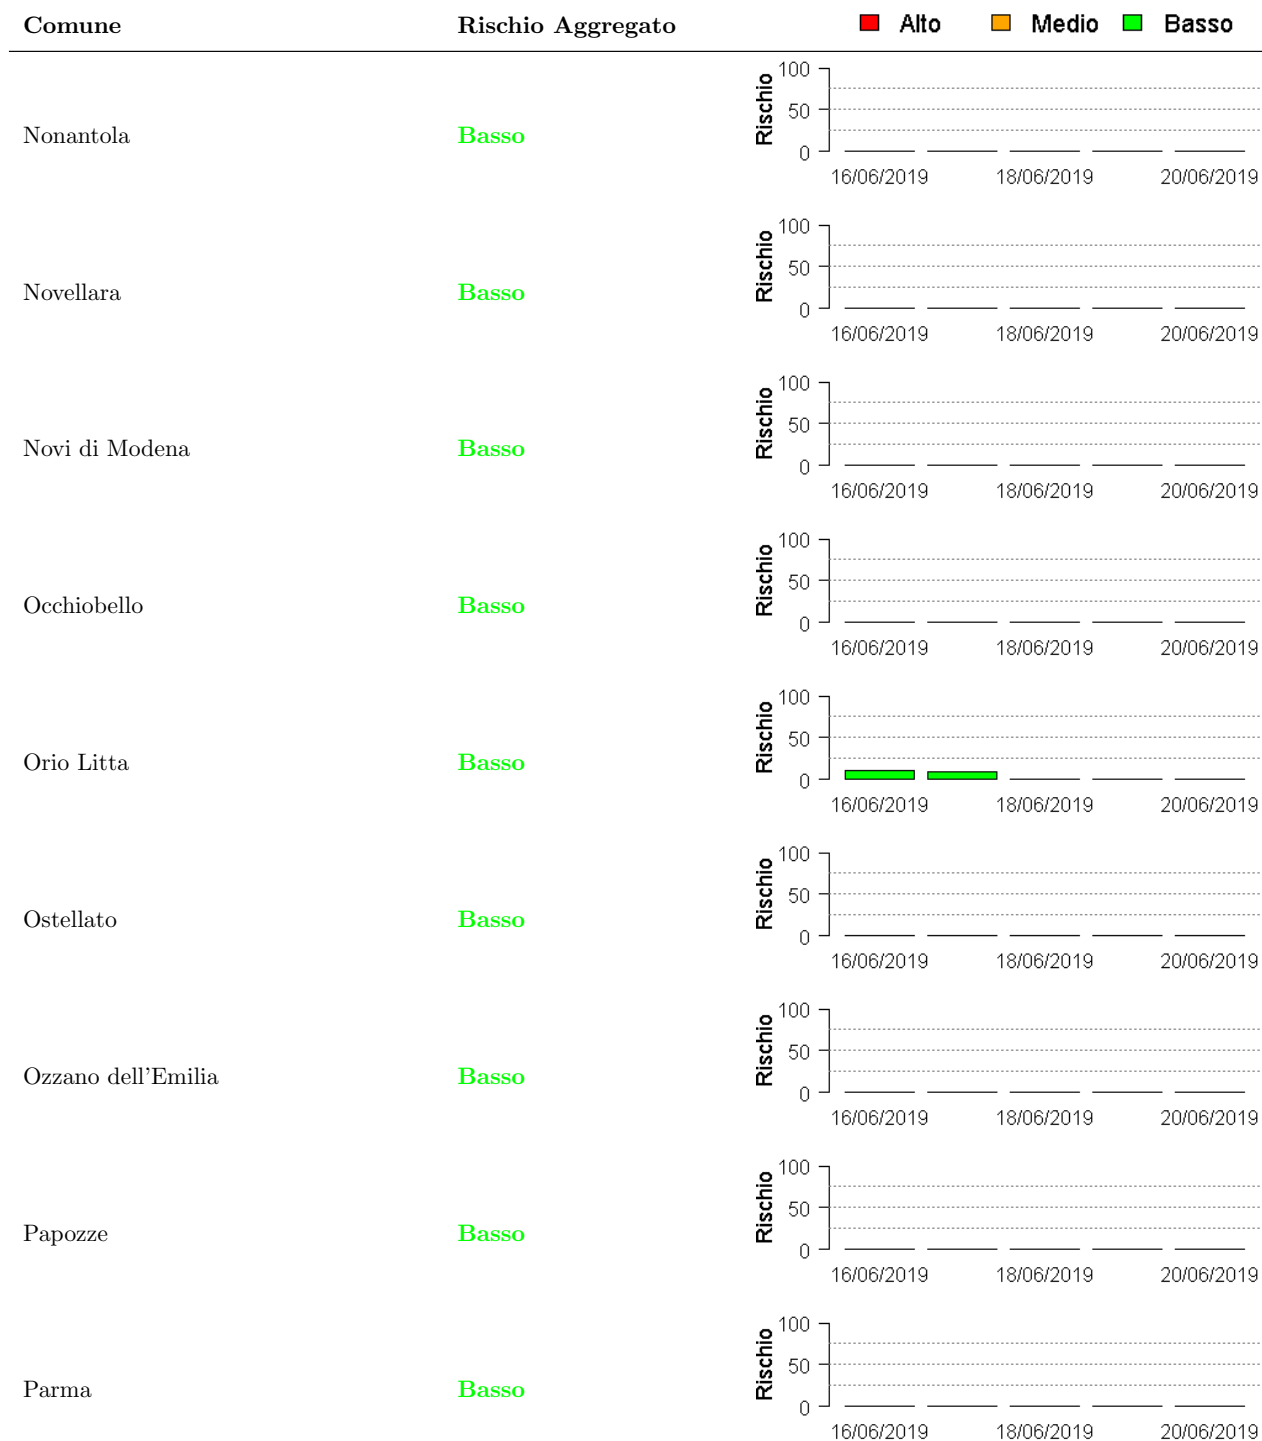 Comune Rischio Aggregato Alto Medio Basso
100
Rischio
50
Nonantola Basso
0
16/06/2019 18/06/2019 20/06/2019
100
Rischio
50
Novellara Basso
0
16/06/2019 18/06/2019 20/06/2019
100
Rischio
50
Novi di Modena Basso
0
16/06/2019 18/06/2019 20/06/2019
100
Rischio
50
Occhiobello Basso
0
16/06/2019 18/06/2019 20/06/2019
100
Rischio
50
Orio Litta Basso
0
16/06/2019 18/06/2019 20/06/2019
100
Rischio
50
Ostellato Basso
0
16/06/2019 18/06/2019 20/06/2019
100
Rischio
50
Ozzano dell'Emilia Basso
0
16/06/2019 18/06/2019 20/06/2019
100
Rischio
50
Papozze Basso
0
16/06/2019 18/06/2019 20/06/2019
100
Rischio
50
Parma Basso
0
16/06/2019 18/06/2019 20/06/2019